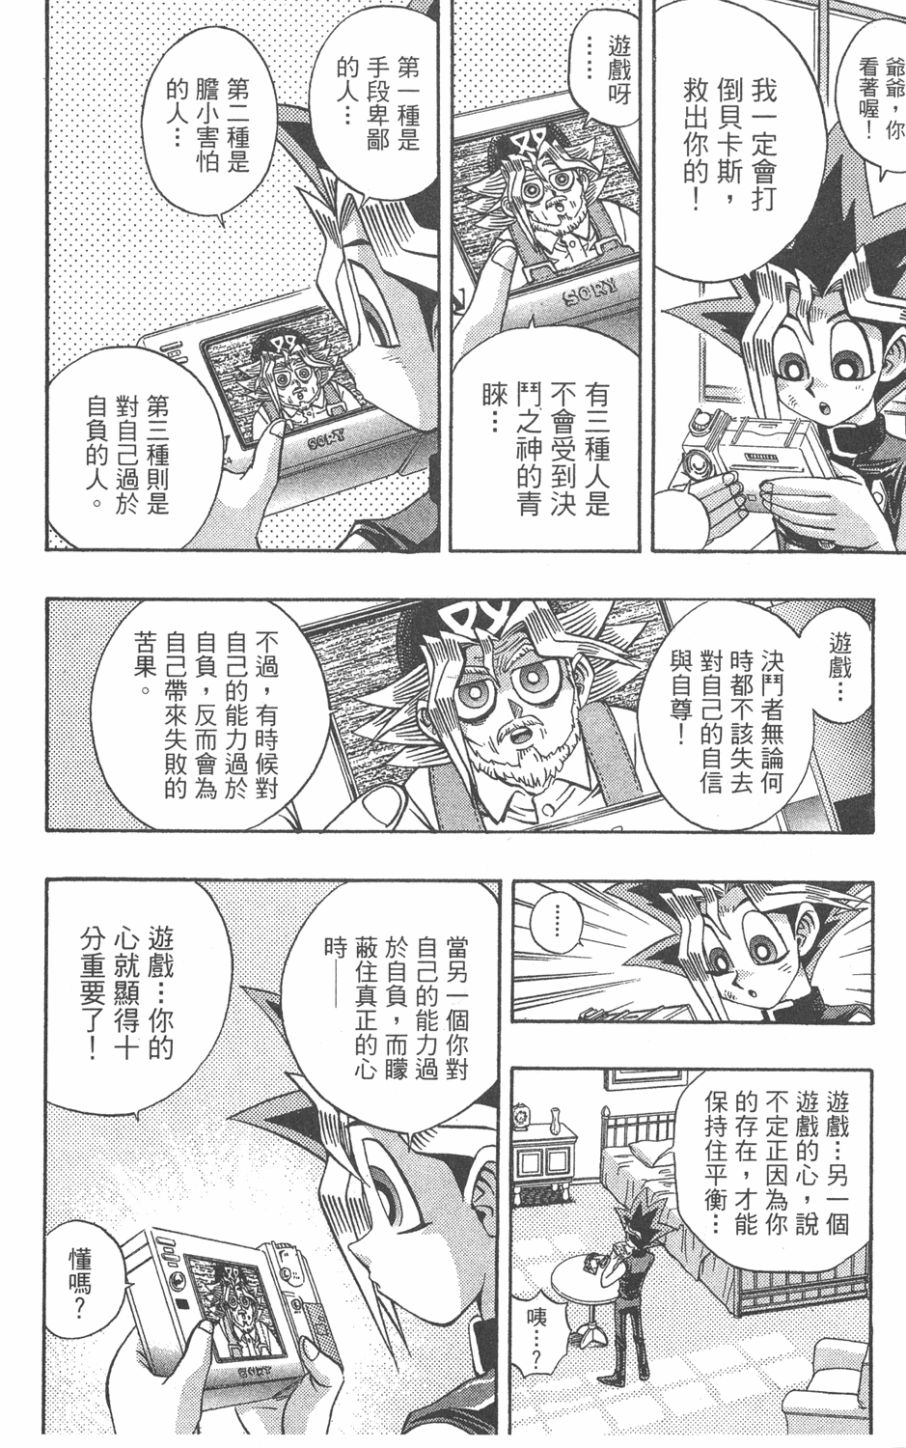 爺爺，你
看著喔！
我一定會打
倒貝卡斯，
救出你的！
遊戲呀
……
SORY
有三種人是
不會受到決
鬥之神的青
睞…
第一種是
手段卑鄙
的人…
第二種是
膽小害怕
的人…
SORY
第三種則是
對自己過於
自負的人。
遊戲…
決鬥者無論何
時都不該失去
對自己的自信
與自尊！
不過，有時候對
自己的能力過於
自負，反而會為
自己帶來失敗的
苦果。
……
遊戲…另一個
遊戲的心，說
不定正因為你
的存在，才能
保持住平衡…
咦…？
當另一個你對
自己的能力過
於自負，而矇
蔽住真正的心
時——
遊戲…你的
心就顯得十
分重要了！
懂嗎？
SORY